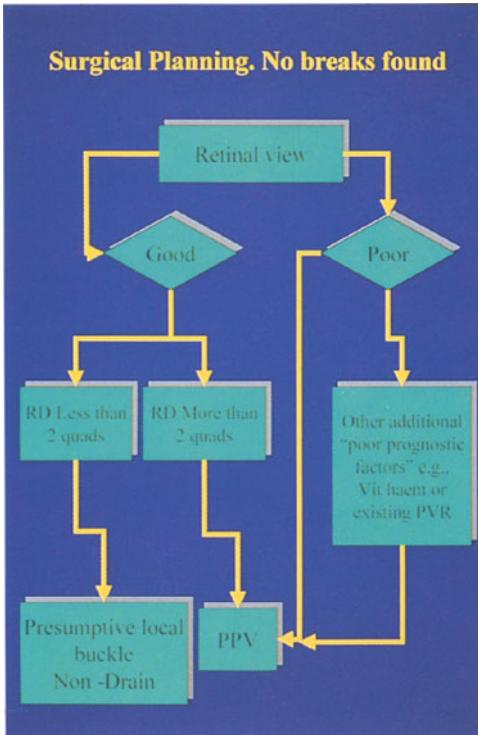 Surgical Planning. No breaks found
Retinal view
Good
Poor
RD Less than
2 quads
RD More than
2 quads
Other additional
“poor prognostic
factors” e.g.,
Vit haem or
existing PVR
Presumptive local
buckle
Non -Drain
PPV